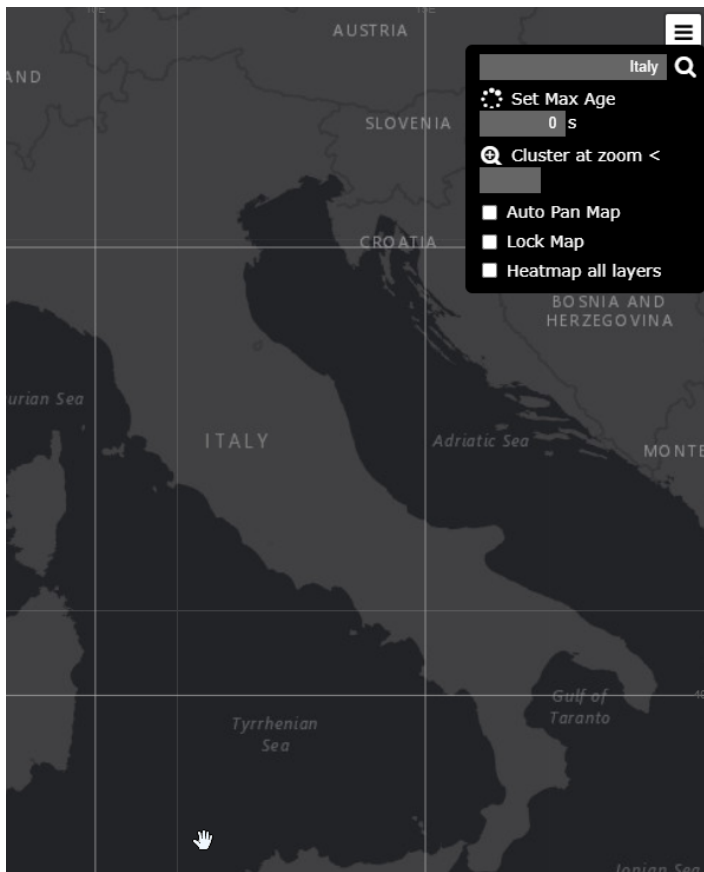 15E
AUSTRIA
Italy
AND
Set Max Age
0 s
SLOVENIA
Cluster at zoom <
Auto Pan Map
CROATIA
Lock Map
Heatmap all layers
BOSNIA AND
HERZEGOVINA
urian Sea
ITALY
Adriatic Sea
MONTE
Gulf of
Taranto
Tyrrhenian
Sea
Ionian Sea